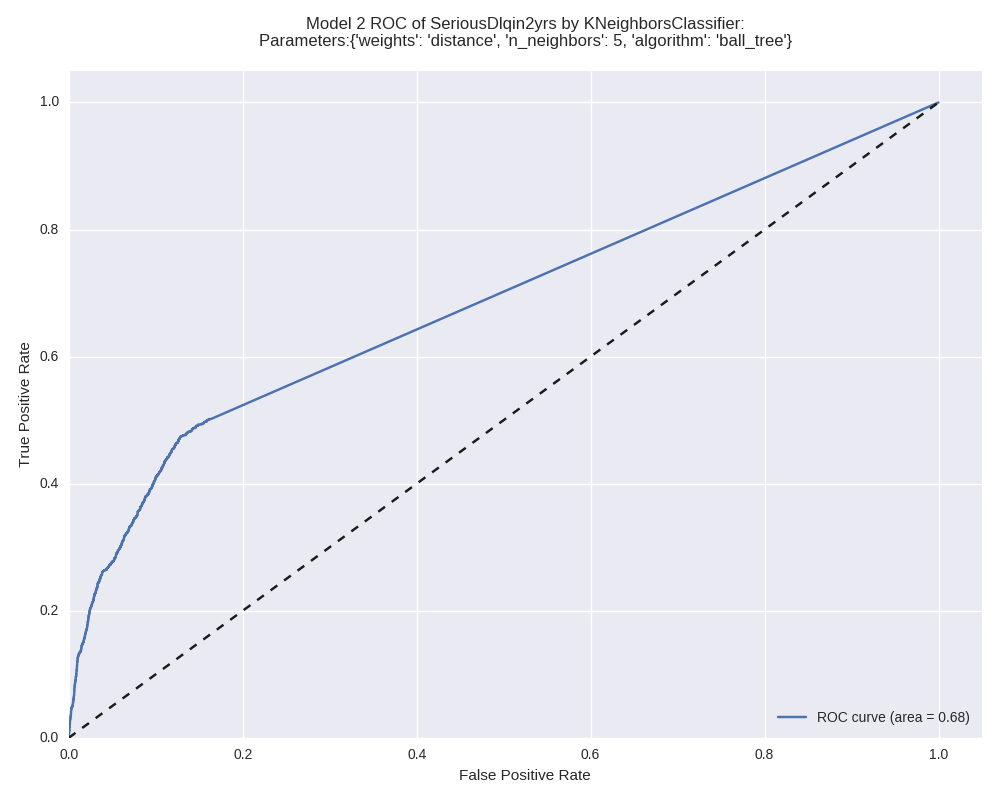 Model 2 ROC of SeriousDlqin2yrs by KNeighborsClassifier:
Parameters:{'weights': 'distance', 'n_neighbors': 5, 'algorithm': 'ball_tree'}
1.0
0.8
0.6
0.4
0.2
0.0
True Positive Rate
ROC curve (area = 0.68)
0.0 0.2 0.4 0.6 0.8 1.0
False Positive Rate